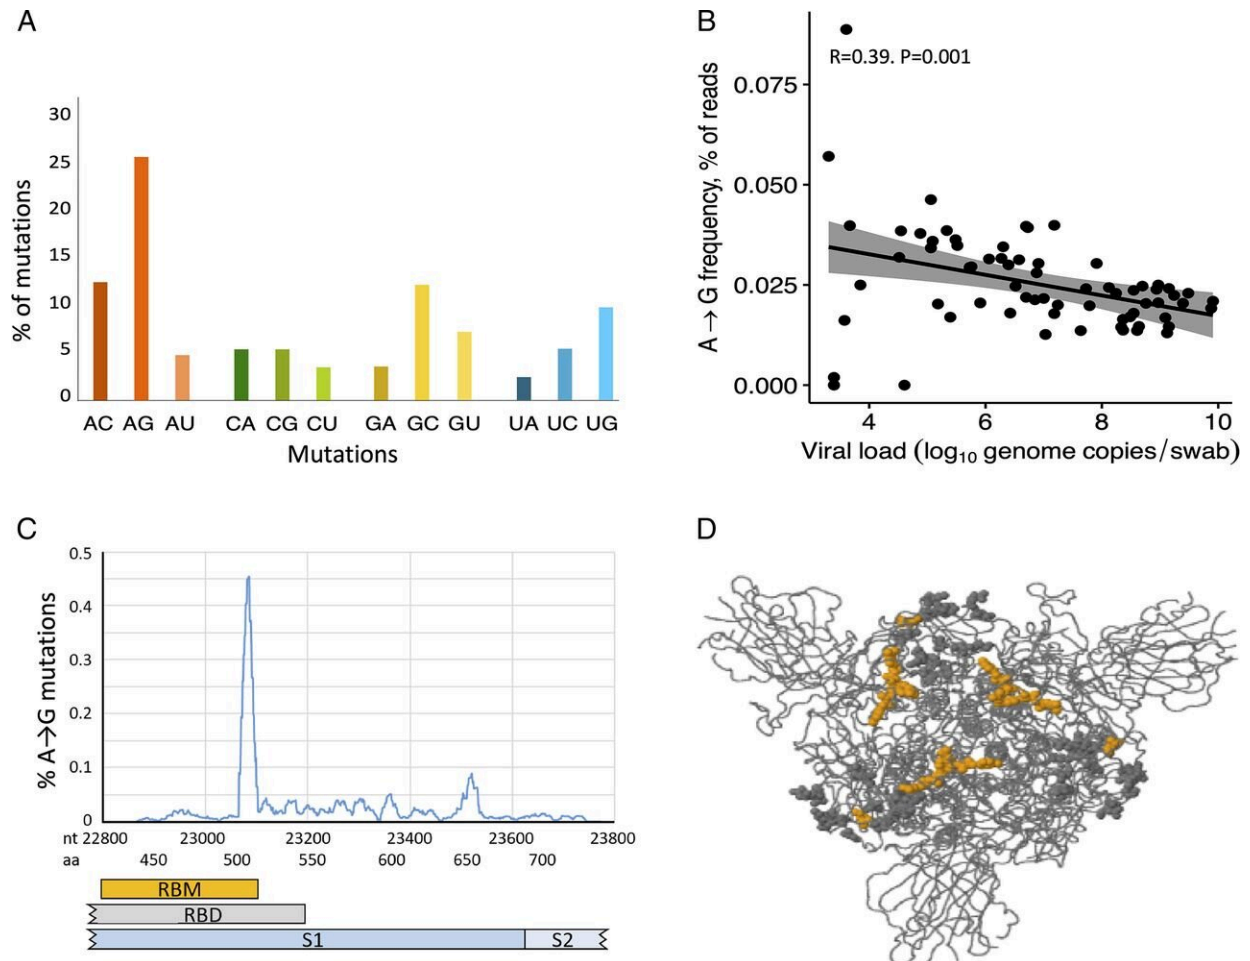 A
30
25
20
15
10
5
0
% of mutations
AC AG AU CA CG CU GA GC GU UA UC UG
Mutations
B
R=0.39. P=0.001
0.075
0.050
0.025
0.000
A→G frequency, % of reads
4 6 8 10
Viral load (log₁₀ genome copies/swab)
C
0.5
0.4
0.3
0.2
0.1
0
% A→G mutations
nt 22800 23000 23200 23400 23600 23800
aa 450 500 550 600 650 700
RBM
RBD
S1 S2
D